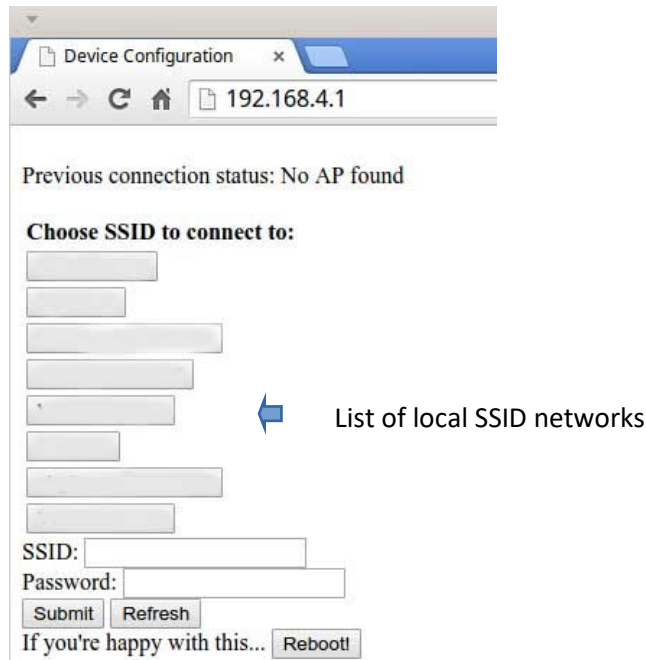 Device Configuration
192.168.4.1
Previous connection status: No AP found
Choose SSID to connect to:
List of local SSID networks
SSID:
Password:
Submit Refresh
If you're happy with this... Reboot!